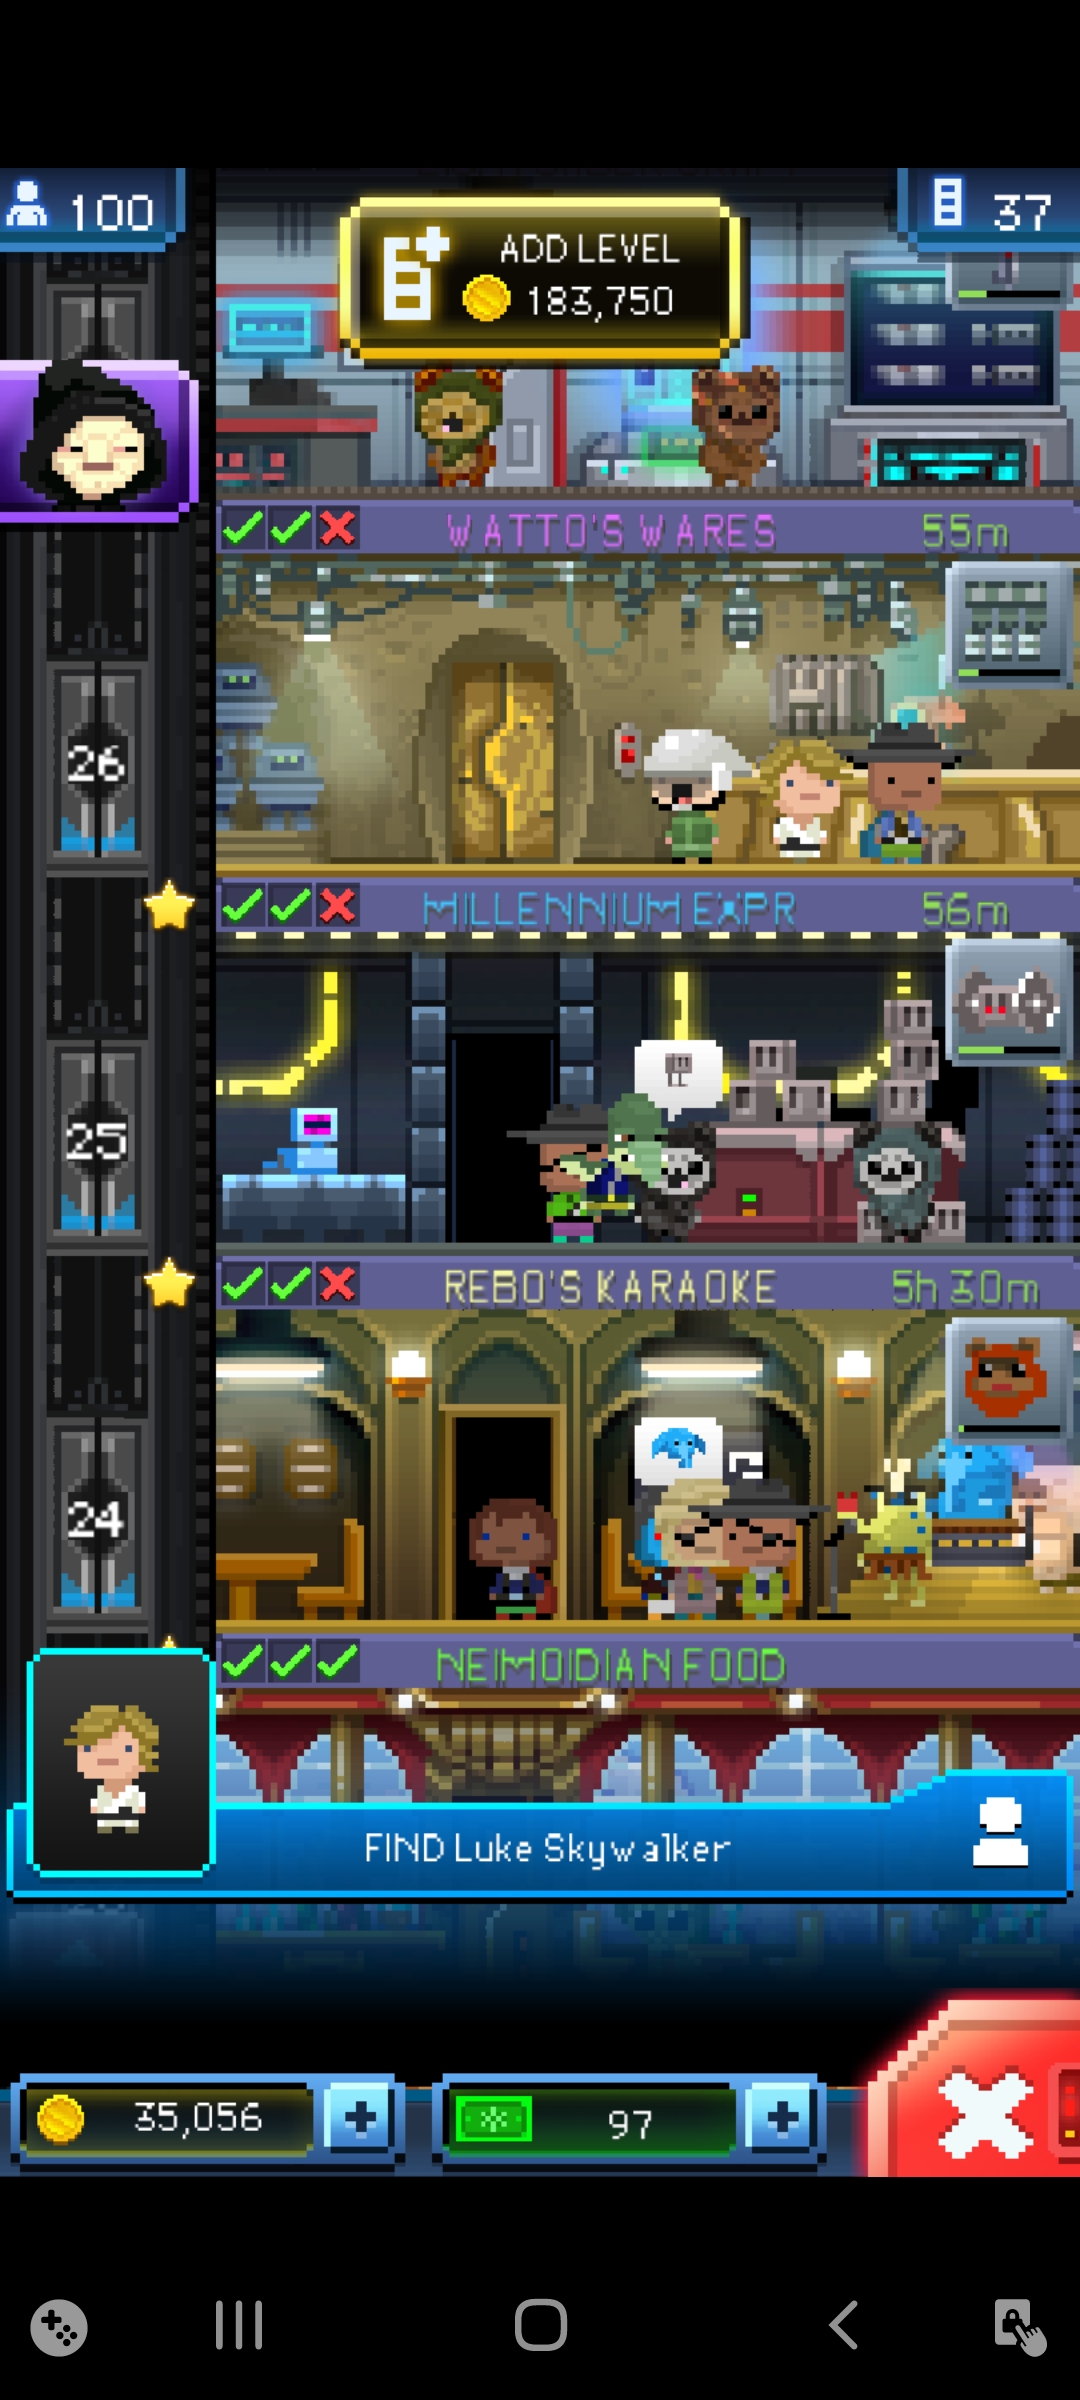 100
ADD LEVEL
183,750
37
WATTO'S WARES
55m
26
MILLENNIUM EXPR
56m
25
REBO'S KARAOKE
5h 30m
24
NEIMOIDIAN FOOD
FIND Luke Skywalker
35,056
97